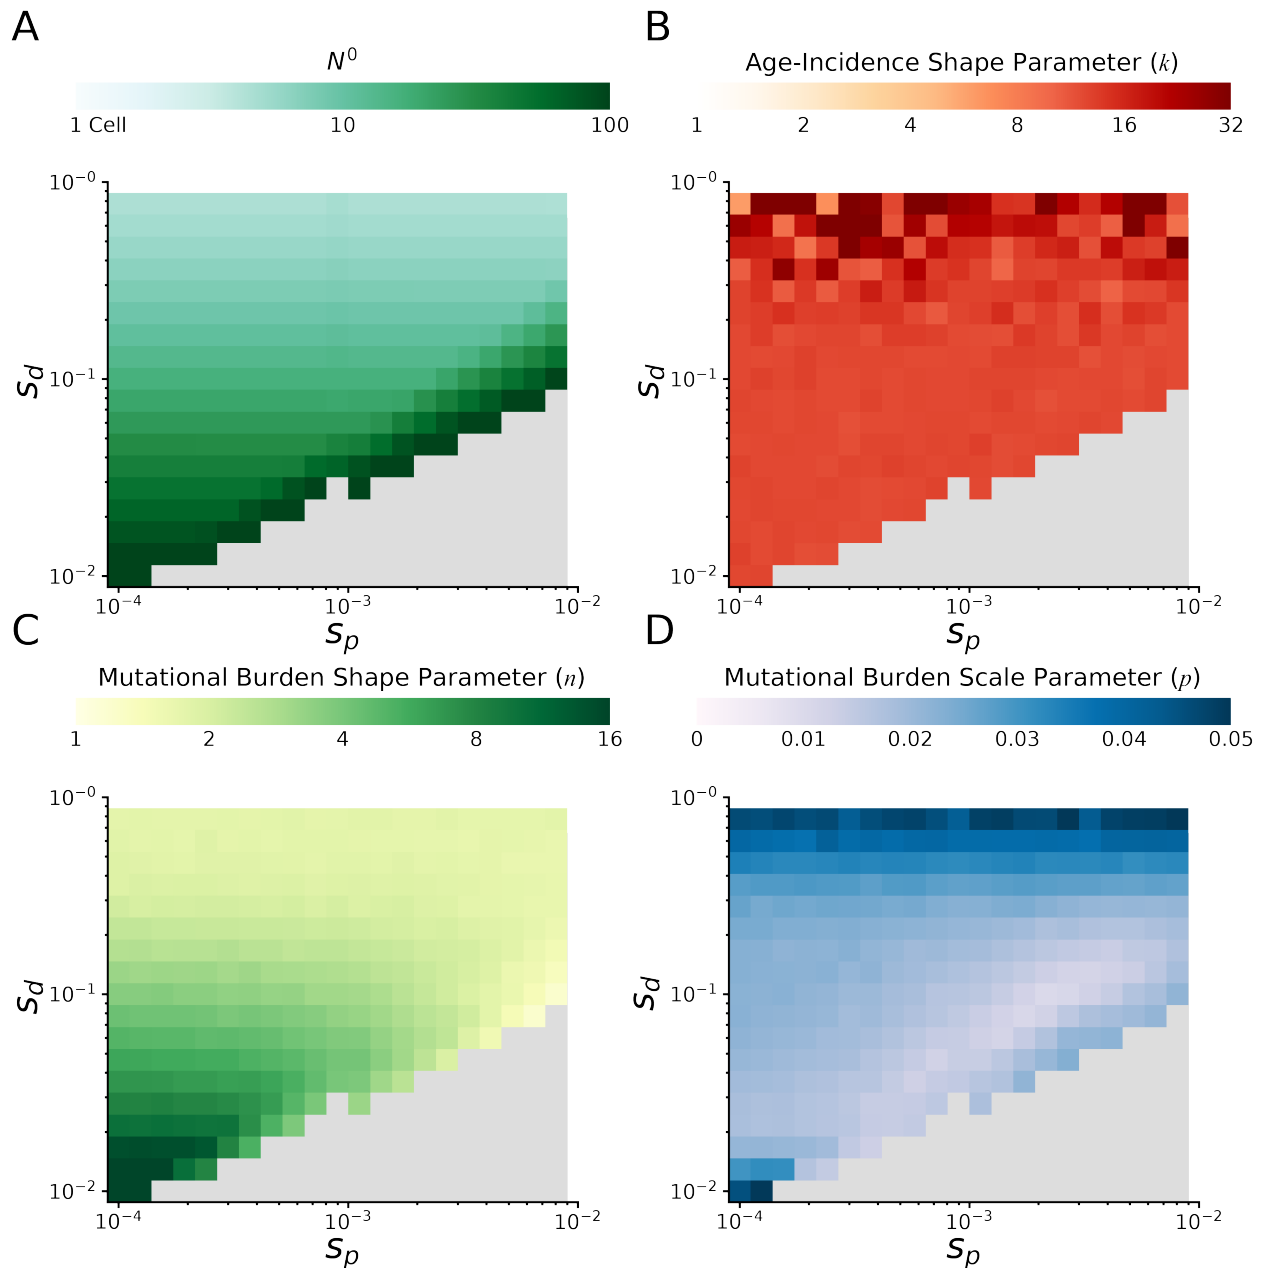 A
N⁰
1 Cell 10 100
10⁻⁰
10⁻¹
10⁻²
s_d
10⁻⁴ 10⁻³ 10⁻²
s_p
B
Age-Incidence Shape Parameter (k)
1 2 4 8 16 32
10⁻⁰
10⁻¹
10⁻²
s_d
10⁻⁴ 10⁻³ 10⁻²
s_p
C
Mutational Burden Shape Parameter (n)
1 2 4 8 16
10⁻⁰
10⁻¹
10⁻²
s_d
10⁻⁴ 10⁻³ 10⁻²
s_p
D
Mutational Burden Scale Parameter (p)
0 0.01 0.02 0.03 0.04 0.05
10⁻⁰
10⁻¹
10⁻²
s_d
10⁻⁴ 10⁻³ 10⁻²
s_p